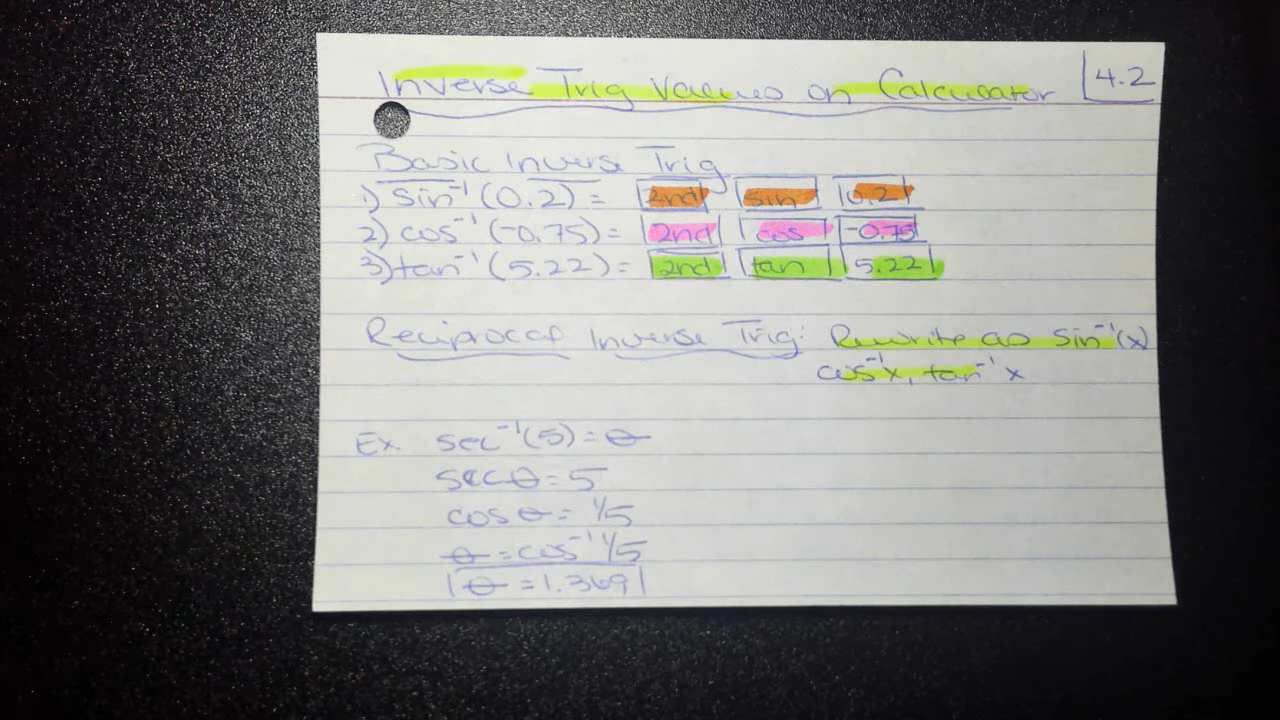 Inverse Trig Values on Calculator 4.2
Basic Inverse Trig
1) sin⁻¹(0.2) = 2nd sin 0.2
2) cos⁻¹(-0.75) = 2nd cos -0.75
3) tan⁻¹(5.22) = 2nd tan 5.22
Reciprocal Inverse Trig: Rewrite as sin⁻¹(x)
cos⁻¹x, tan⁻¹x
Ex sec⁻¹(5) = θ
secθ = 5
cosθ = 1/5
θ = cos⁻¹ 1/5
θ = 1.369